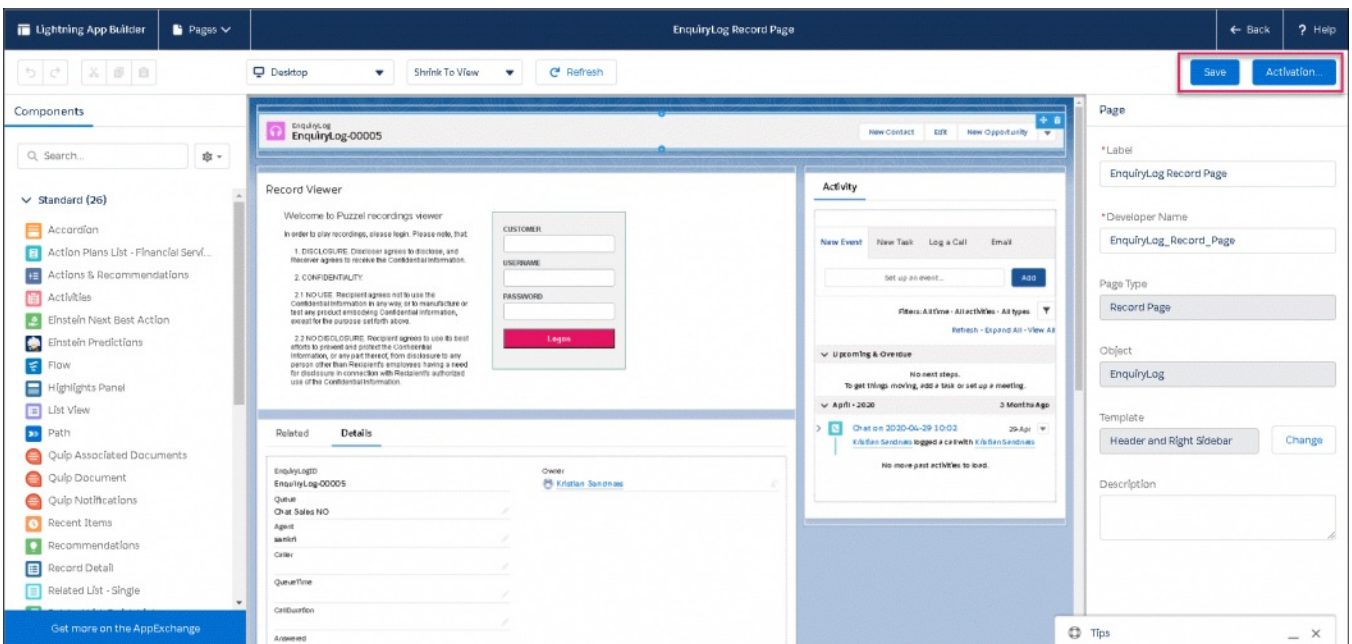 Lightning App Builder
Pages
EnquiryLog Record Page
Back
? Help
Desktop
Shrink To View
Refresh
Save
Activation...
Components
Search...
Standard (26)
Accordion
Action Plans List - Financial Servi...
Actions & Recommendations
Activities
Einstein Next Best Action
Einstein Predictions
Flow
Highlights Panel
List View
Path
Quip Associated Documents
Quip Document
Quip Notifications
Recent Items
Recommendations
Record Detail
Related List - Single
Get more on the AppExchange
EnquiryLog
EnquiryLog-00005
New Contact
Edit
New Opportunity
Record Viewer
Welcome to Puzzel recordings viewer
In order to play recordings, please login. Please note, that:
1. DISCLOSURE. Discloser agrees to disclose, and
Receiver agrees to receive the Confidential Information.
2. CONFIDENTIALITY.
2.1 NO USE. Recipient agrees not to use the
Confidential Information in any way, or to manufacture or
test any product embodying Confidential Information,
except for the purpose set forth above.
2.2 NO DISCLOSURE. Recipient agrees to use its best
efforts to prevent and protect the Confidential
Information, or any part thereof, from disclosure to any
person other than Recipient's employees having a need
for disclosure in connection with Recipient's authorized
use of the Confidential Information.
CUSTOMER
USERNAME
PASSWORD
Logon
Related
Details
EnquiryLogID
EnquiryLog-00005
Owner
Kristian Sandnaes
Queue
Chat Sales NO
Agent
sankri
Caller
QueueTime
CallDuration
Answered
Activity
New Event
New Task
Log a Call
Email
Set up an event...
Add
Filters: All time · All activities · All types
Refresh · Expand All · View All
Upcoming & Overdue
No next steps.
To get things moving, add a task or set up a meeting.
April · 2020
3 Months Ago
Chat on 2020-04-29 10:02
29-Apr
Kristian Sandnaes logged a call with Kristian Sandnaes
No more past activities to load.
Page
*Label
EnquiryLog Record Page
*Developer Name
EnquiryLog_Record_Page
Page Type
Record Page
Object
EnquiryLog
Template
Header and Right Sidebar
Change
Description
Tips